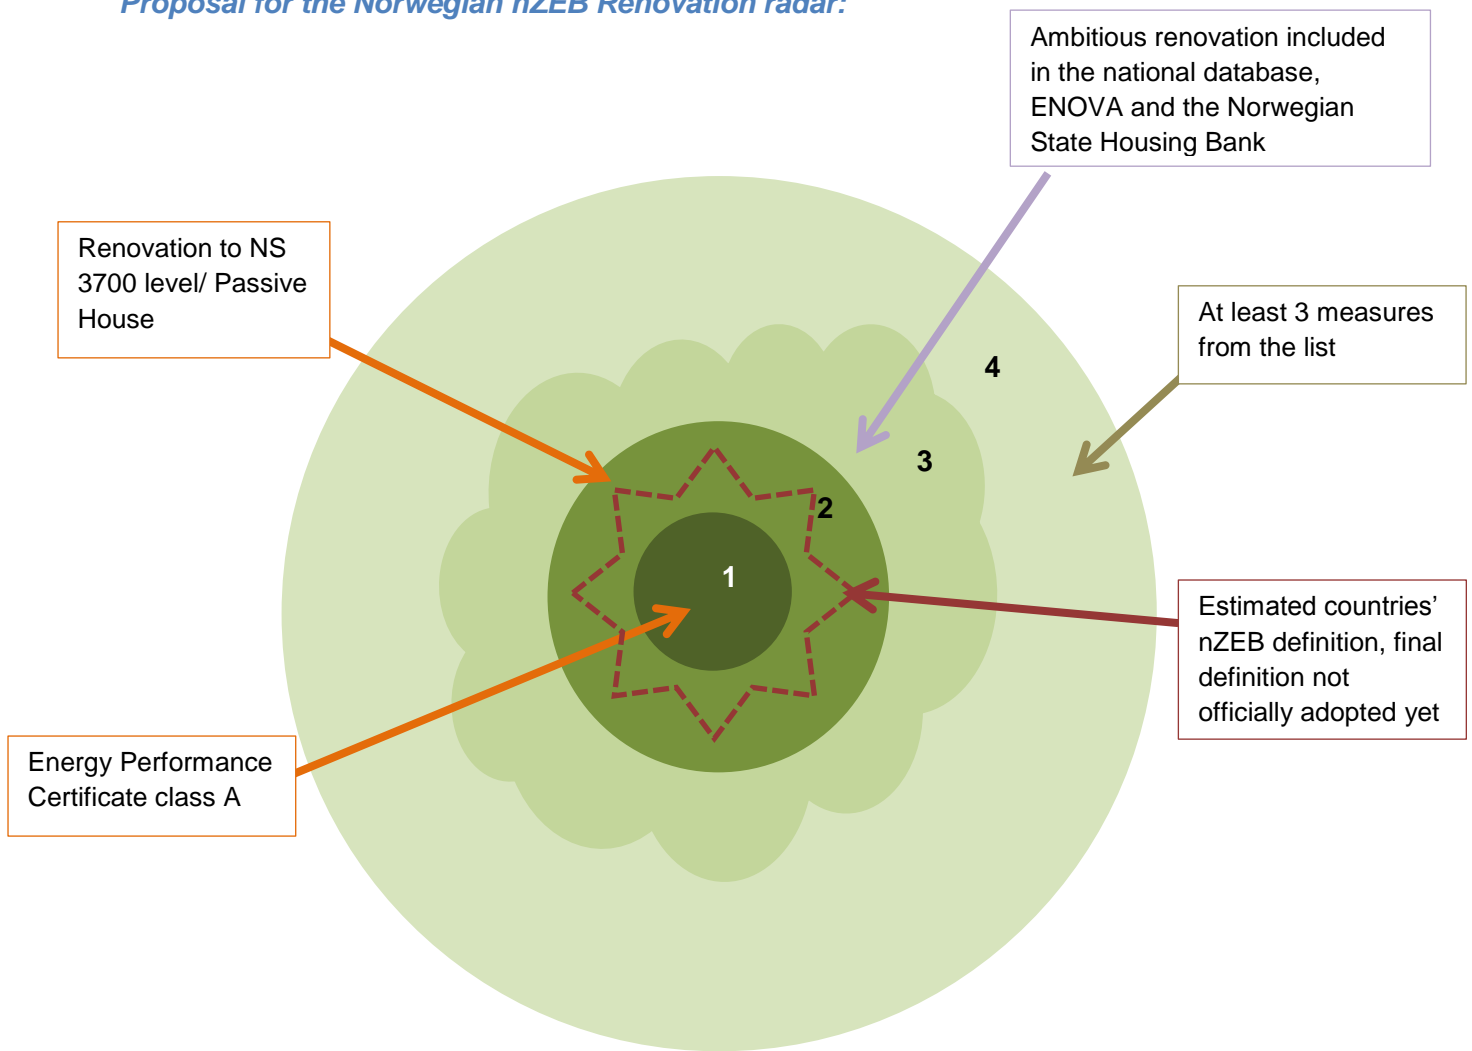 Proposal for the Norwegian nZEB Renovation radar:
Ambitious renovation included
in the national database,
ENOVA and the Norwegian
State Housing Bank
Renovation to NS
3700 level/ Passive
House
At least 3 measures
from the list
4
3
2
1
Estimated countries’
nZEB definition, final
definition not
officially adopted yet
Energy Performance
Certificate class A